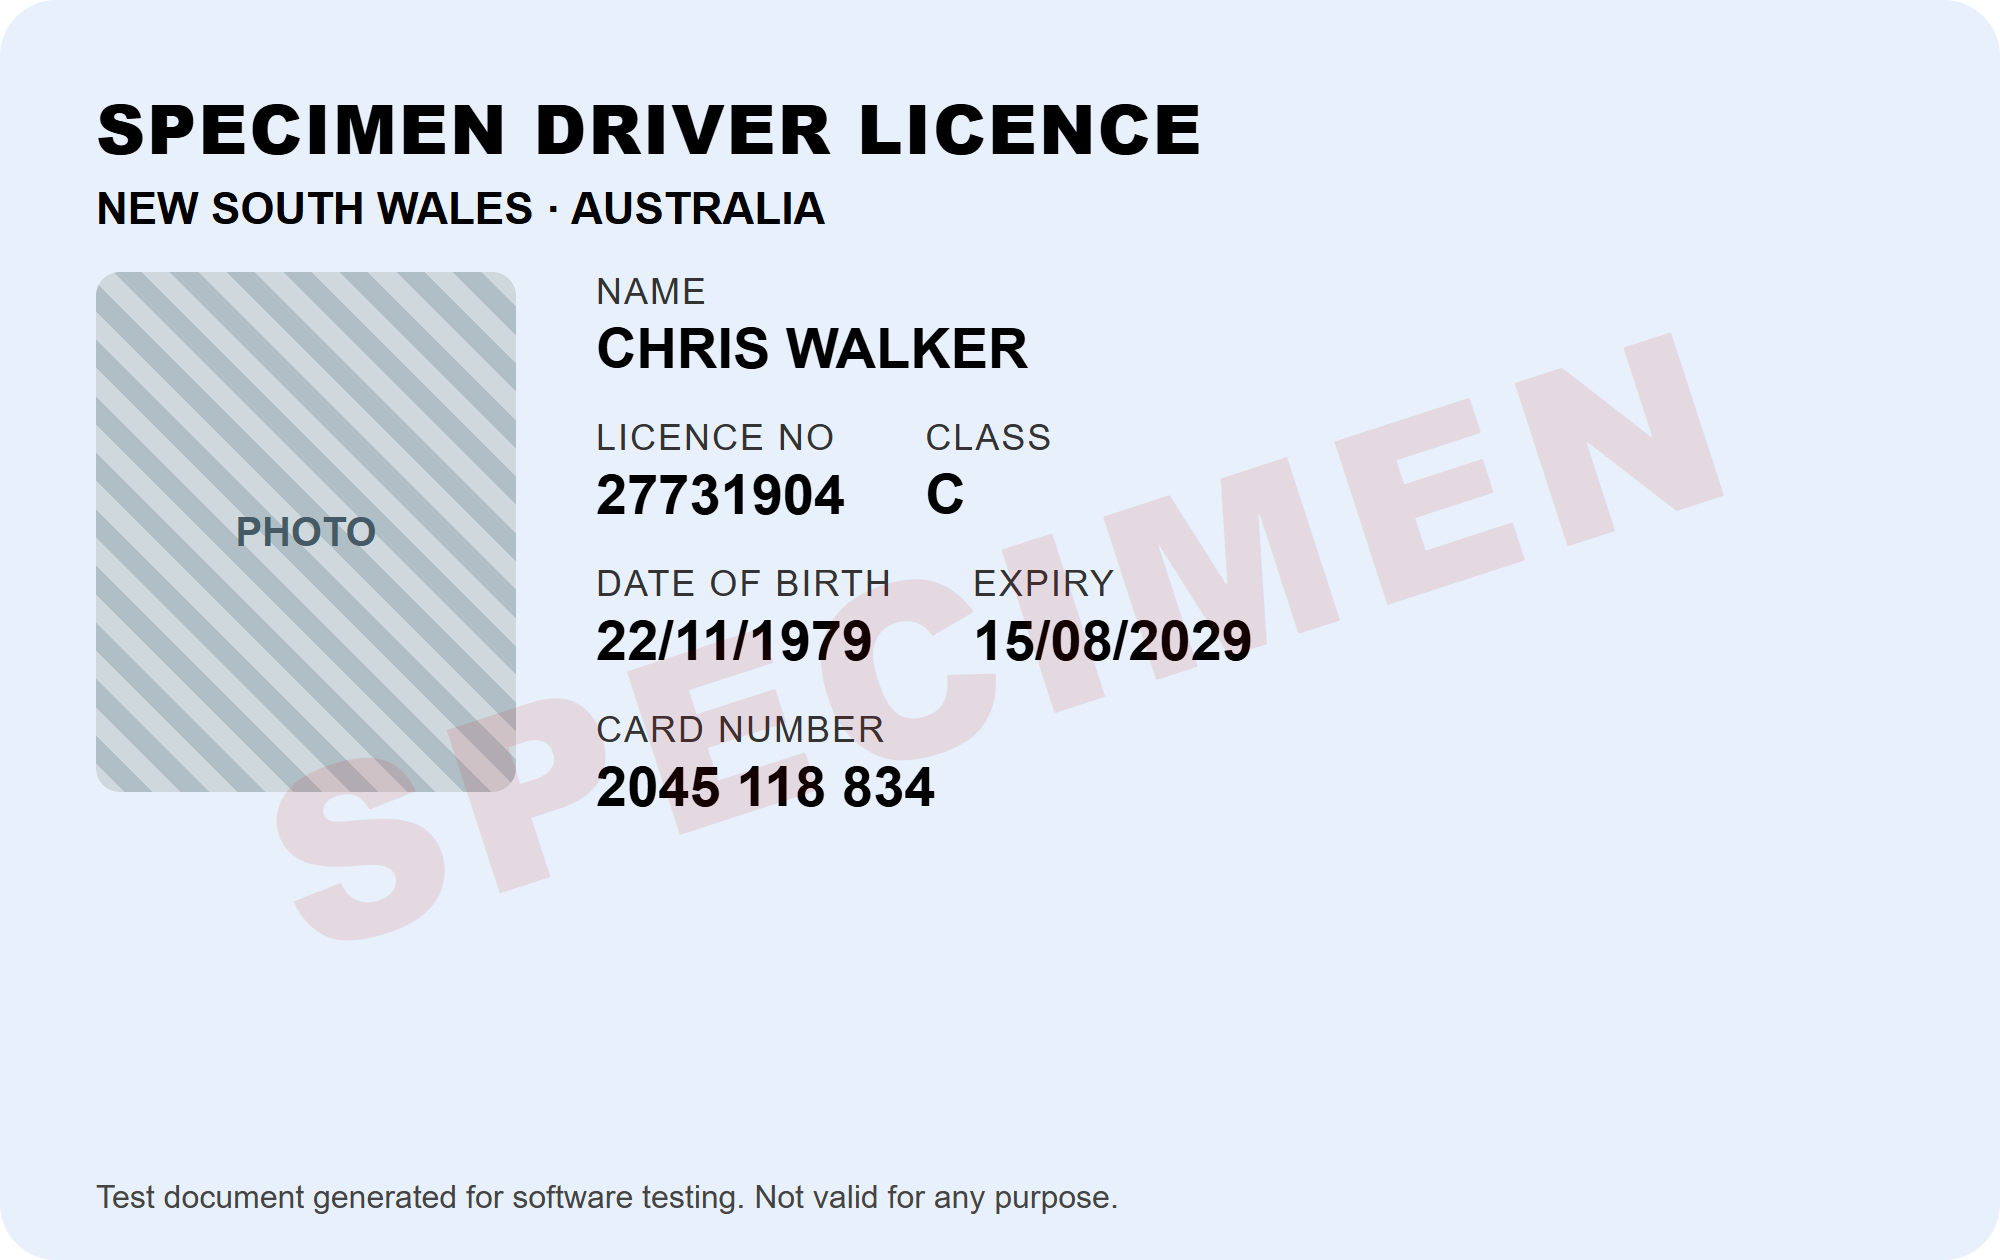 SPECIMEN DRIVER LICENCE
NEW SOUTH WALES · AUSTRALIA
PHOTO
NAME
CHRIS WALKER
LICENCE NO CLASS
27731904 C
DATE OF BIRTH EXPIRY
22/11/1979 15/08/2029
CARD NUMBER
2045 118 834
SPECIMEN
Test document generated for software testing. Not valid for any purpose.